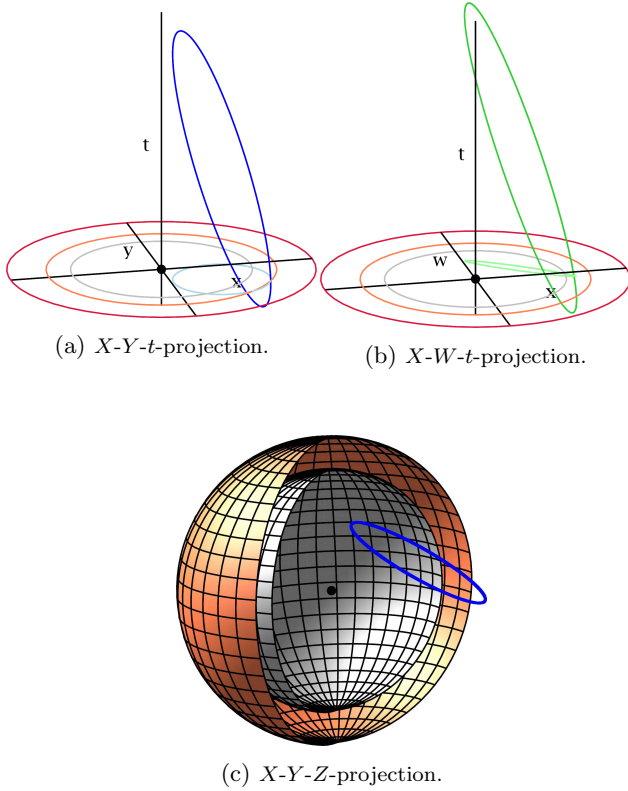 t
t
y
w
x
x
(a) X-Y-t-projection.
(b) X-W-t-projection.
(c) X-Y-Z-projection.